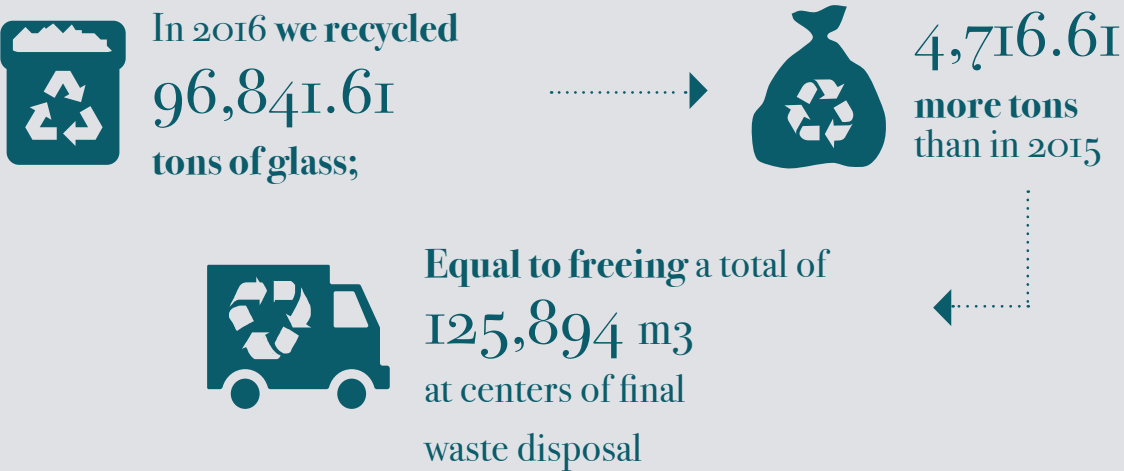 In 2016 we recycled
96,841.61
tons of glass;
4,716.61
more tons
than in 2015
Equal to freeing a total of
125,894 m3
at centers of final
waste disposal